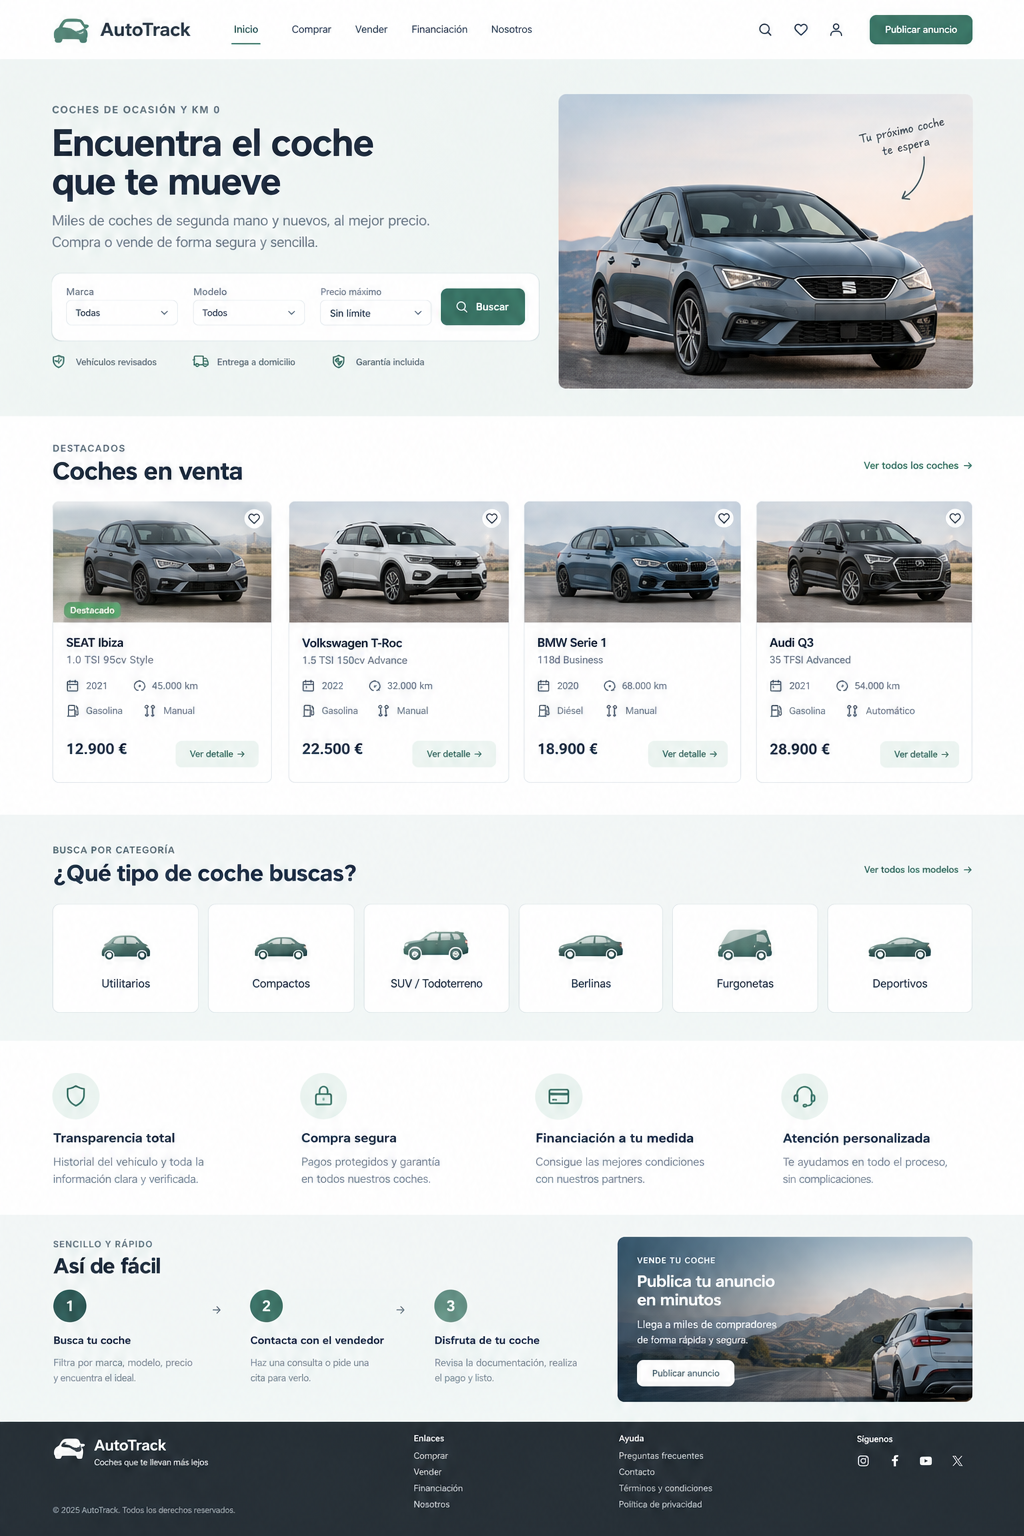 AutoTrack
Inicio
Comprar
Vender
Financiación
Nosotros
Publicar anuncio
COCHES DE OCASIÓN Y KM 0
Encuentra el coche
que te mueve
Miles de coches de segunda mano y nuevos, al mejor precio.
Compra o vende de forma segura y sencilla.
Marca
Todas
Modelo
Todos
Precio máximo
Sin límite
Buscar
Vehículos revisados
Entrega a domicilio
Garantía incluida
Tu próximo coche
te espera
DESTACADOS
Coches en venta
Ver todos los coches →
Destacado
SEAT Ibiza
1.0 TSI 95cv Style
2021
45.000 km
Gasolina
Manual
12.900 €
Ver detalle →
Volkswagen T-Roc
1.5 TSI 150cv Advance
2022
32.000 km
Gasolina
Manual
22.500 €
Ver detalle →
BMW Serie 1
118d Business
2020
68.000 km
Diésel
Manual
18.900 €
Ver detalle →
Audi Q3
35 TFSI Advanced
2021
54.000 km
Gasolina
Automático
28.900 €
Ver detalle →
BUSCA POR CATEGORÍA
¿Qué tipo de coche buscas?
Ver todos los modelos →
Utilitarios
Compactos
SUV / Todoterreno
Berlinas
Furgonetas
Deportivos
Transparencia total
Historial del vehículo y toda la
información clara y verificada.
Compra segura
Pagos protegidos y garantía
en todos nuestros coches.
Financiación a tu medida
Consigue las mejores condiciones
con nuestros partners.
Atención personalizada
Te ayudamos en todo el proceso,
sin complicaciones.
SENCILLO Y RÁPIDO
Así de fácil
1
Busca tu coche
Filtra por marca, modelo, precio
y encuentra el ideal.
→
2
Contacta con el vendedor
Haz una consulta o pide una
cita para verlo.
→
3
Disfruta de tu coche
Revisa la documentación, realiza
el pago y listo.
VENDE TU COCHE
Publica tu anuncio
en minutos
Llega a miles de compradores
de forma rápida y segura.
Publicar anuncio
AutoTrack
Coches que te llevan más lejos
© 2025 AutoTrack. Todos los derechos reservados.
Enlaces
Comprar
Vender
Financiación
Nosotros
Ayuda
Preguntas frecuentes
Contacto
Términos y condiciones
Política de privacidad
Síguenos